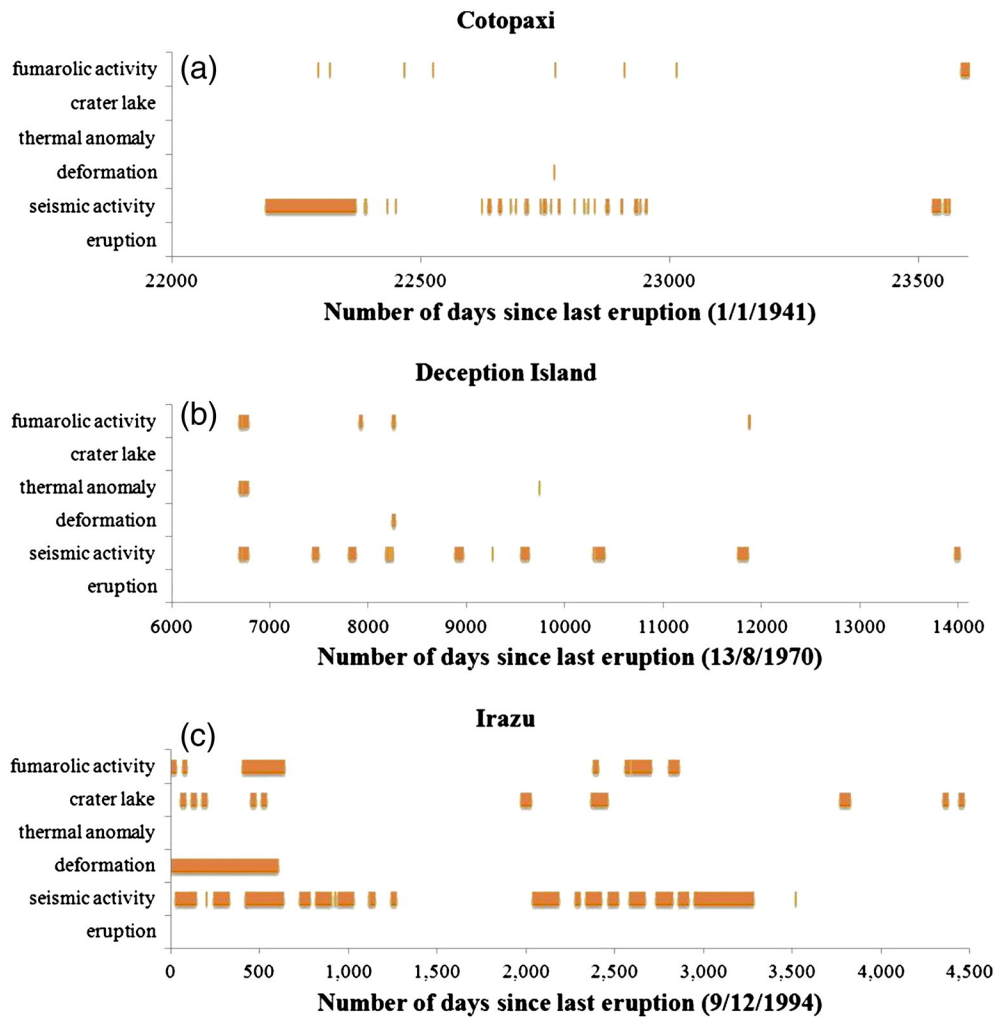 Cotopaxi
(a)
fumarolic activity
crater lake
thermal anomaly
deformation
seismic activity
eruption
22000 22500 23000 23500
Number of days since last eruption (1/1/1941)
Deception Island
(b)
fumarolic activity
crater lake
thermal anomaly
deformation
seismic activity
eruption
6000 7000 8000 9000 10000 11000 12000 13000 14000
Number of days since last eruption (13/8/1970)
Irazu
(c)
fumarolic activity
crater lake
thermal anomaly
deformation
seismic activity
eruption
0 500 1,000 1,500 2,000 2,500 3,000 3,500 4,000 4,500
Number of days since last eruption (9/12/1994)